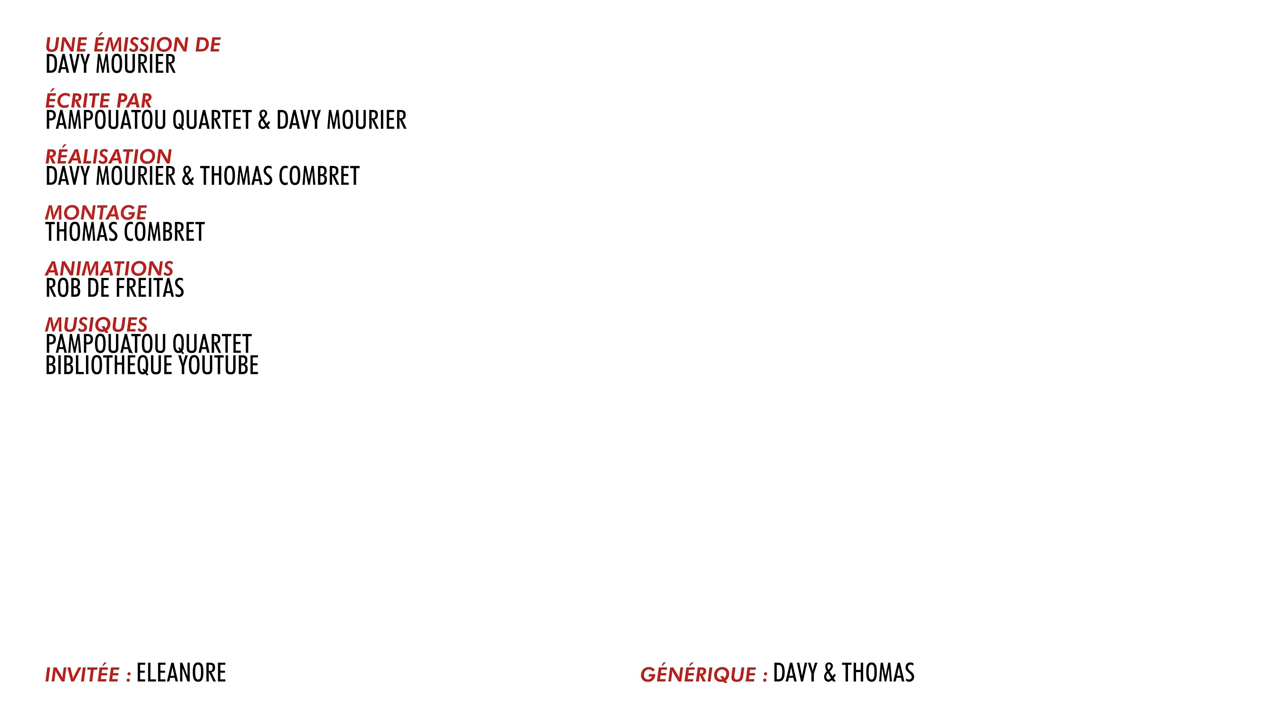 UNE ÉMISSION DE
DAVY MOURIER
ÉCRITE PAR
PAMPOUATOU QUARTET & DAVY MOURIER
RÉALISATION
DAVY MOURIER & THOMAS COMBRET
MONTAGE
THOMAS COMBRET
ANIMATIONS
ROB DE FREITAS
MUSIQUES
PAMPOUATOU QUARTET
BIBLIOTHÈQUE YOUTUBE
INVITÉE : ELEANORE
GÉNÉRIQUE : DAVY & THOMAS